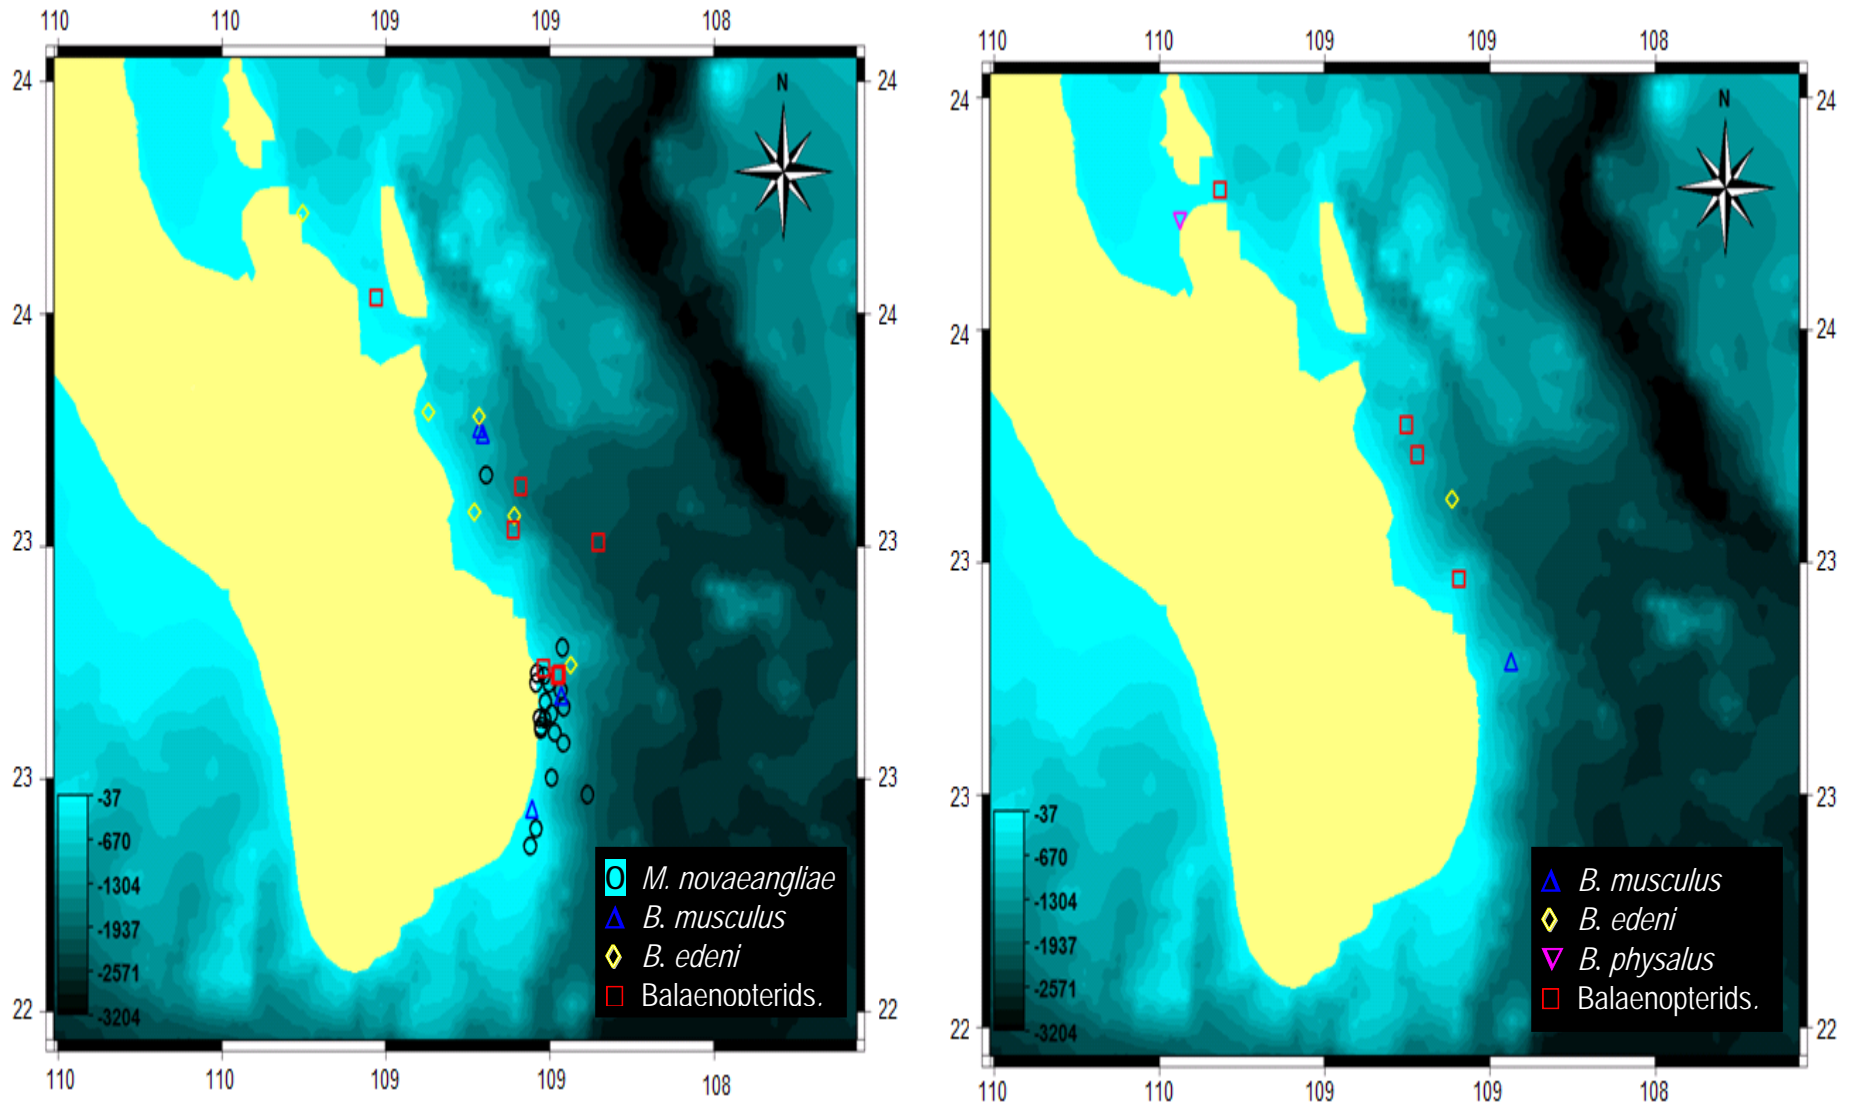 110 109 109 108
24 24
N
24 24
23 23
23 23
-37
-670
-1304
-1937
-2571
-3204
M. novaeangliae
B. musculus
B. edeni
Balaenopterids.
22 22
110 110 109 109 108
110 110 109 109 108
24 24
N
24 24
23 23
23 23
-37
-670
-1304
-1937
-2571
-3204
B. musculus
B. edeni
B. physalus
Balaenopterids.
22 22
110 110 109 109 108